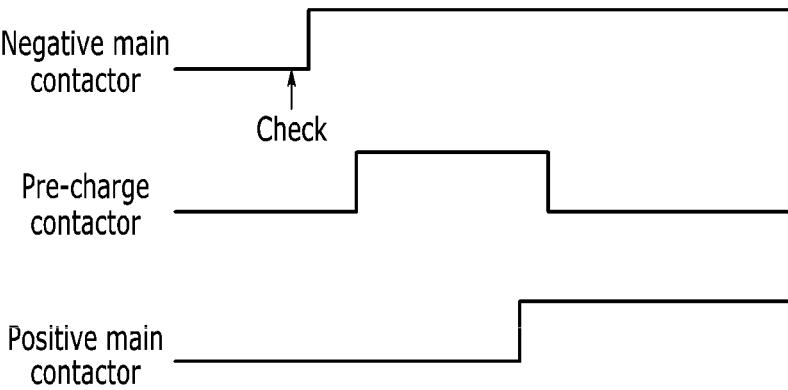 Negative main
contactor
Check
Pre-charge
contactor
Positive main
contactor